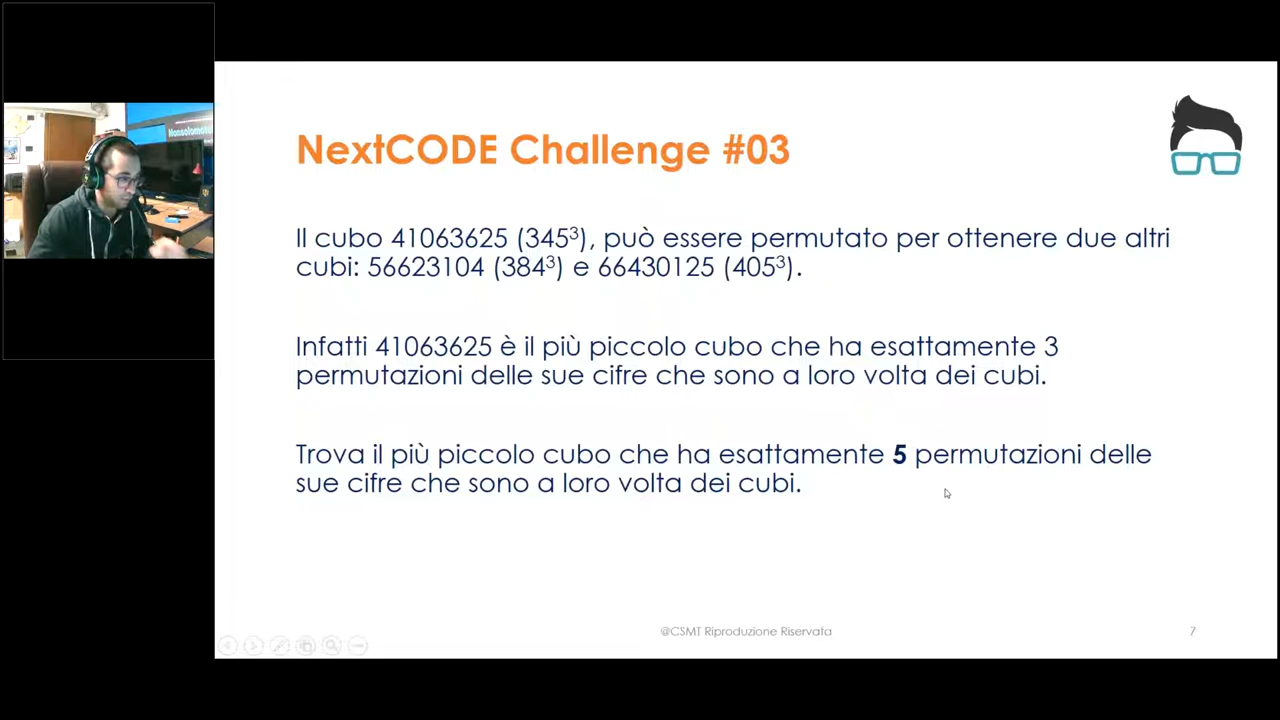 NextCODE Challenge #03
Il cubo 41063625 (345³), può essere permutato per ottenere due altri
cubi: 56623104 (384³) e 66430125 (405³).
Infatti 41063625 è il più piccolo cubo che ha esattamente 3
permutazioni delle sue cifre che sono a loro volta dei cubi.
Trova il più piccolo cubo che ha esattamente 5 permutazioni delle
sue cifre che sono a loro volta dei cubi.
@CSMT Riproduzione Riservata
7